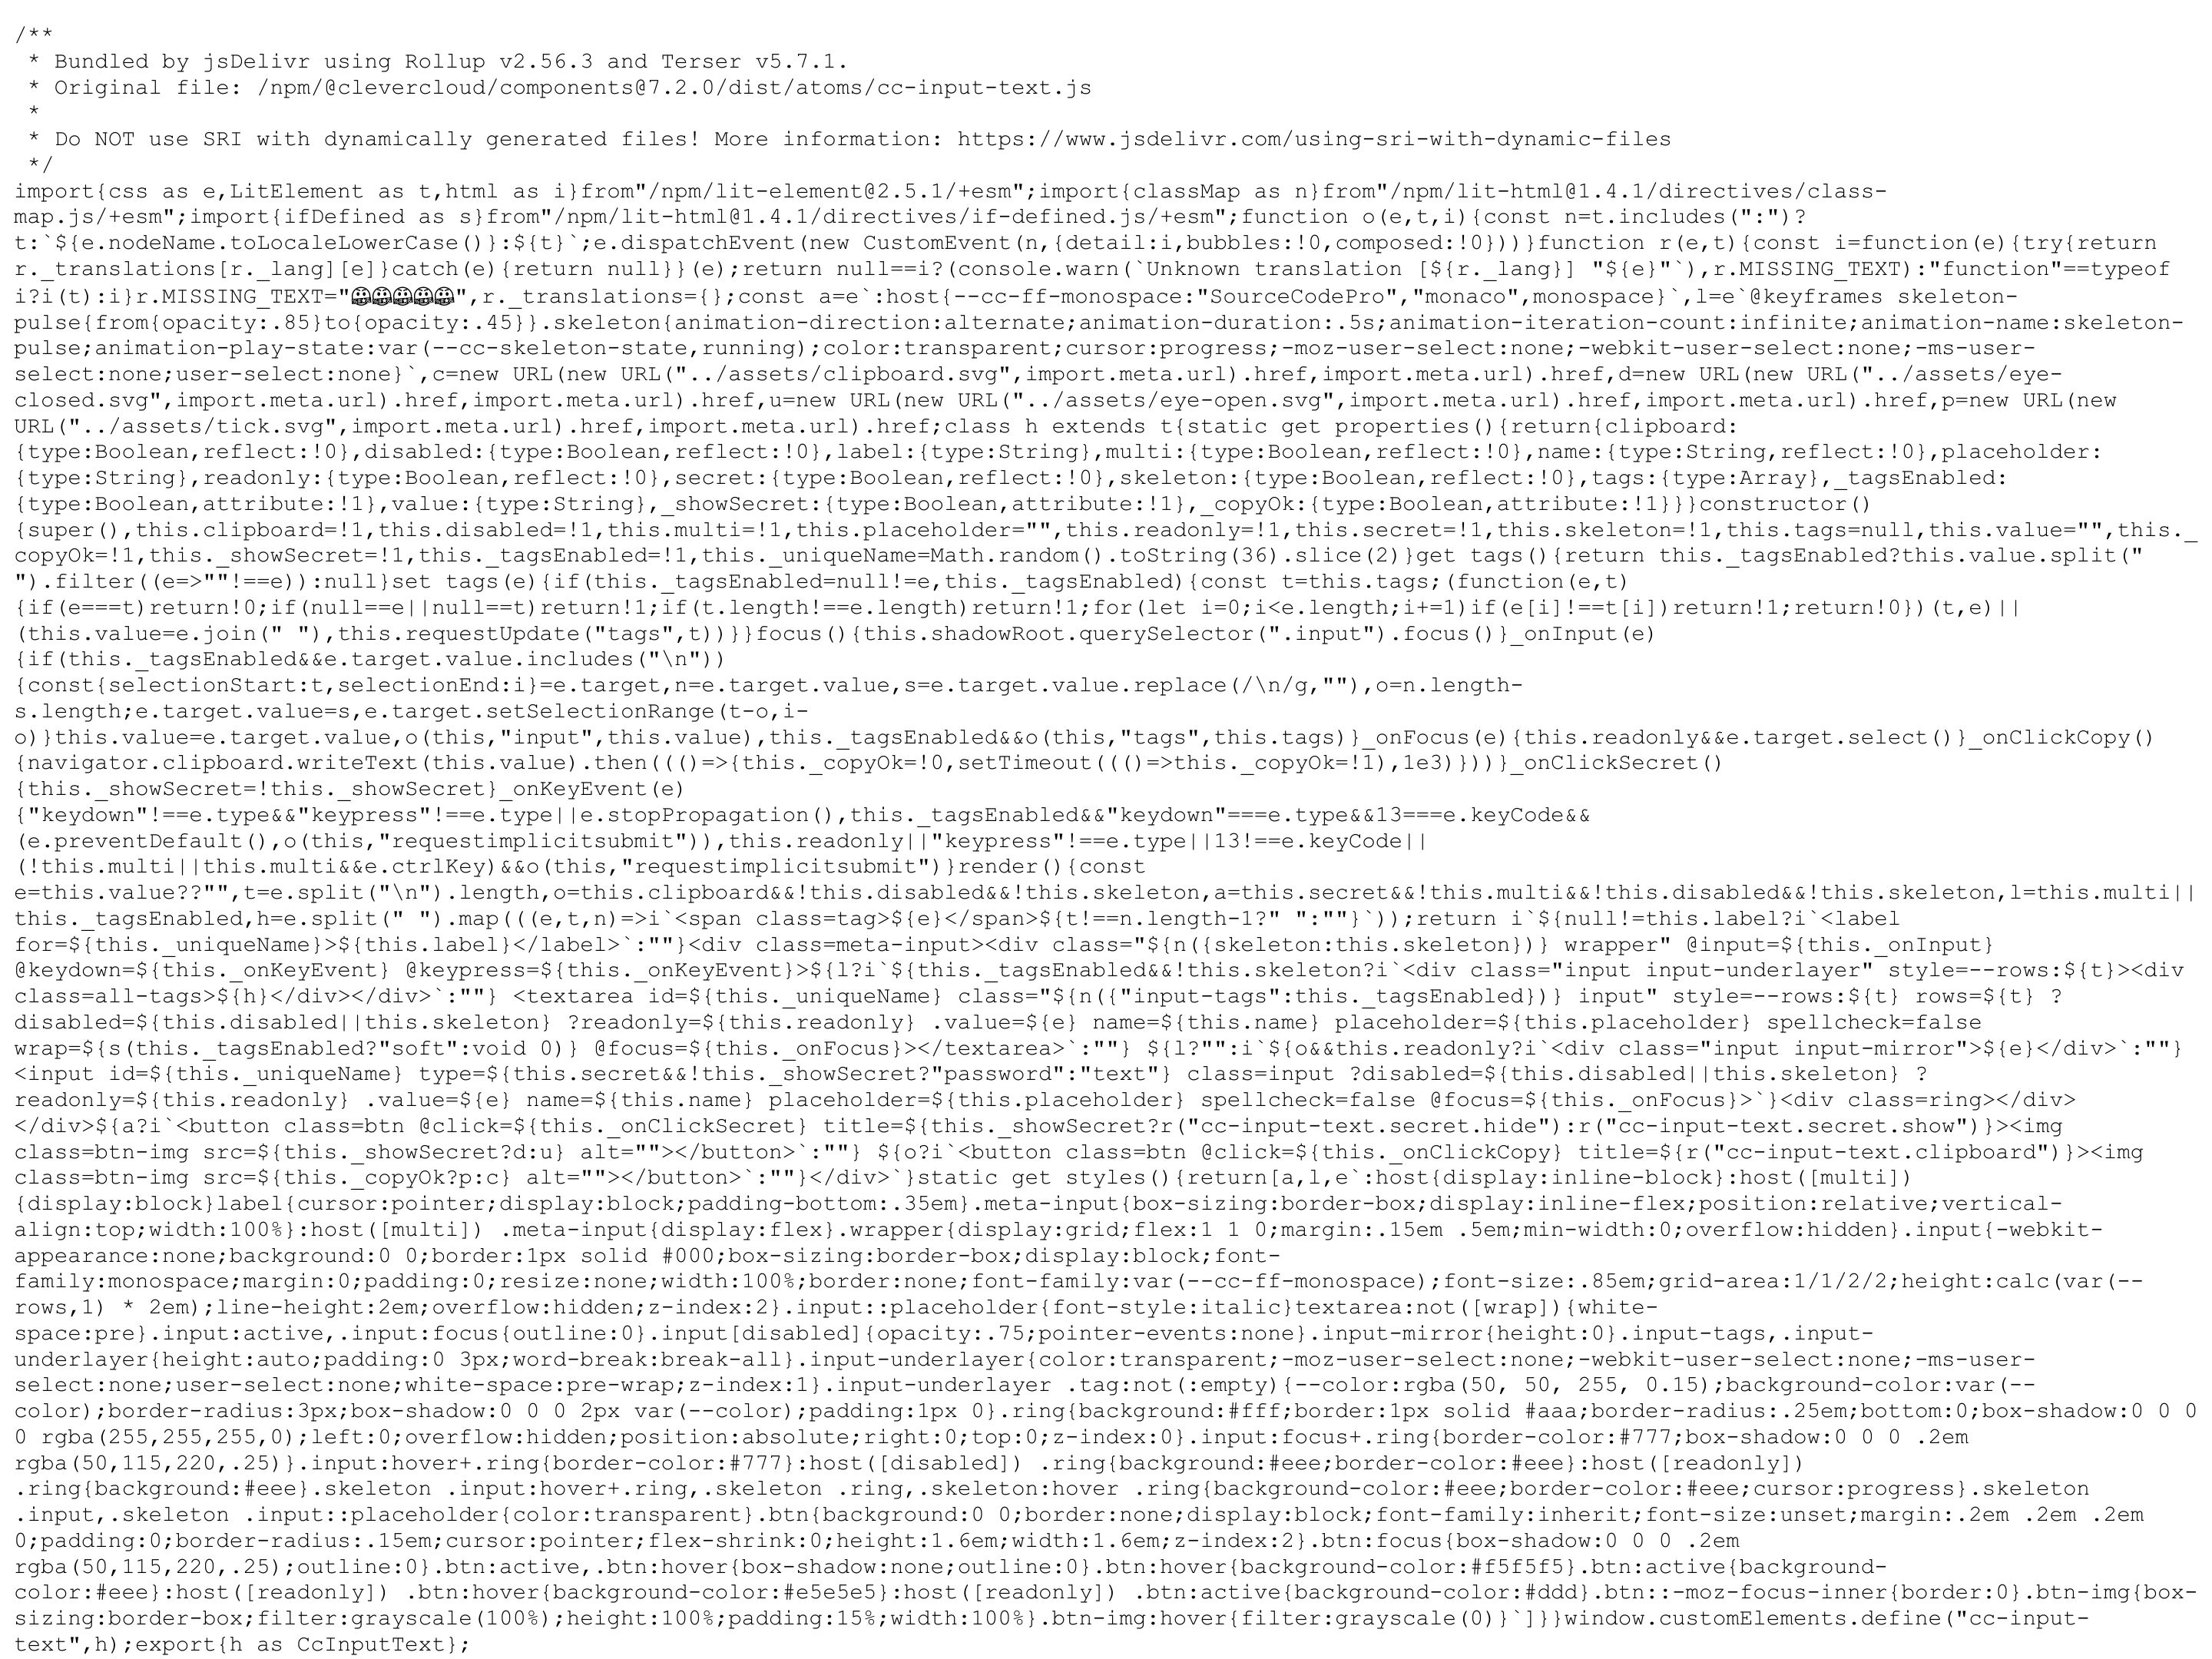 /**
 * Bundled by jsDelivr using Rollup v2.56.3 and Terser v5.7.1.
 * Original file: /npm/@clevercloud/components@7.2.0/dist/atoms/cc-input-text.js
 *
 * Do NOT use SRI with dynamically generated files! More information: https://www.jsdelivr.com/using-sri-with-dynamic-files
 */
import{css as e,LitElement as t,html as i}from"/npm/lit-element@2.5.1/+esm";import{classMap as n}from"/npm/lit-html@1.4.1/directives/class-
map.js/+esm";import{ifDefined as s}from"/npm/lit-html@1.4.1/directives/if-defined.js/+esm";function o(e,t,i){const n=t.includes(":")?
t:`${e.nodeName.toLocaleLowerCase()}:${t}`;e.dispatchEvent(new CustomEvent(n,{detail:i,bubbles:!0,composed:!0}))}function r(e,t){const i=function(e){try{return
r._translations[r._lang][e]}catch(e){return null}}(e);return null==i?(console.warn(`Unknown translation [${r._lang}] "${e}"`),r.MISSING_TEXT):"function"==typeof
i?i(t):i}r.MISSING_TEXT="🤬🤬🤬🤬🤬",r._translations={};const a=e`:host{--cc-ff-monospace:"SourceCodePro","monaco",monospace}`,l=e`@keyframes skeleton-
pulse{from{opacity:.85}to{opacity:.45}}.skeleton{animation-direction:alternate;animation-duration:.5s;animation-iteration-count:infinite;animation-name:skeleton-
pulse;animation-play-state:var(--cc-skeleton-state,running);color:transparent;cursor:progress;-moz-user-select:none;-webkit-user-select:none;-ms-user-
select:none;user-select:none}`,c=new URL(new URL("../assets/clipboard.svg",import.meta.url).href,import.meta.url).href,d=new URL(new URL("../assets/eye-
closed.svg",import.meta.url).href,import.meta.url).href,u=new URL(new URL("../assets/eye-open.svg",import.meta.url).href,import.meta.url).href,p=new URL(new
URL("../assets/tick.svg",import.meta.url).href,import.meta.url).href;class h extends t{static get properties(){return{clipboard:
{type:Boolean,reflect:!0},disabled:{type:Boolean,reflect:!0},label:{type:String},multi:{type:Boolean,reflect:!0},name:{type:String,reflect:!0},placeholder:
{type:String},readonly:{type:Boolean,reflect:!0},secret:{type:Boolean,reflect:!0},skeleton:{type:Boolean,reflect:!0},tags:{type:Array},_tagsEnabled:
{type:Boolean,attribute:!1},value:{type:String},_showSecret:{type:Boolean,attribute:!1},_copyOk:{type:Boolean,attribute:!1}}}constructor()
{super(),this.clipboard=!1,this.disabled=!1,this.multi=!1,this.placeholder="",this.readonly=!1,this.secret=!1,this.skeleton=!1,this.tags=null,this.value="",this._
copyOk=!1,this._showSecret=!1,this._tagsEnabled=!1,this._uniqueName=Math.random().toString(36).slice(2)}get tags(){return this._tagsEnabled?this.value.split("
").filter((e=>""!==e)):null}set tags(e){if(this._tagsEnabled=null!=e,this._tagsEnabled){const t=this.tags;(function(e,t)
{if(e===t)return!0;if(null==e||null==t)return!1;if(t.length!==e.length)return!1;for(let i=0;i<e.length;i+=1)if(e[i]!==t[i])return!1;return!0})(t,e)||
(this.value=e.join(" "),this.requestUpdate("tags",t))}}focus(){this.shadowRoot.querySelector(".input").focus()}_onInput(e)
{if(this._tagsEnabled&&e.target.value.includes("\n"))
{const{selectionStart:t,selectionEnd:i}=e.target,n=e.target.value,s=e.target.value.replace(/\n/g,""),o=n.length-
s.length;e.target.value=s,e.target.setSelectionRange(t-o,i-
o)}this.value=e.target.value,o(this,"input",this.value),this._tagsEnabled&&o(this,"tags",this.tags)}_onFocus(e){this.readonly&&e.target.select()}_onClickCopy()
{navigator.clipboard.writeText(this.value).then((()=>{this._copyOk=!0,setTimeout((()=>this._copyOk=!1),1e3)}))}_onClickSecret()
{this._showSecret=!this._showSecret}_onKeyEvent(e)
{"keydown"!==e.type&&"keypress"!==e.type||e.stopPropagation(),this._tagsEnabled&&"keydown"===e.type&&13===e.keyCode&&
(e.preventDefault(),o(this,"requestimplicitsubmit")),this.readonly||"keypress"!==e.type||13!==e.keyCode||
(!this.multi||this.multi&&e.ctrlKey)&&o(this,"requestimplicitsubmit")}render(){const
e=this.value??"",t=e.split("\n").length,o=this.clipboard&&!this.disabled&&!this.skeleton,a=this.secret&&!this.multi&&!this.disabled&&!this.skeleton,l=this.multi||
this._tagsEnabled,h=e.split(" ").map(((e,t,n)=>i`<span class=tag>${e}</span>${t!==n.length-1?" ":""}`));return i`${null!=this.label?i`<label
for=${this._uniqueName}>${this.label}</label>`:""}<div class=meta-input><div class="${n({skeleton:this.skeleton})} wrapper" @input=${this._onInput}
@keydown=${this._onKeyEvent} @keypress=${this._onKeyEvent}>${l?i`${this._tagsEnabled&&!this.skeleton?i`<div class="input input-underlayer" style=--rows:${t}><div
class=all-tags>${h}</div></div>`:""} <textarea id=${this._uniqueName} class="${n({"input-tags":this._tagsEnabled})} input" style=--rows:${t} rows=${t} ?
disabled=${this.disabled||this.skeleton} ?readonly=${this.readonly} .value=${e} name=${this.name} placeholder=${this.placeholder} spellcheck=false
wrap=${s(this._tagsEnabled?"soft":void 0)} @focus=${this._onFocus}></textarea>`:""} ${l?"":i`${o&&this.readonly?i`<div class="input input-mirror">${e}</div>`:""}
<input id=${this._uniqueName} type=${this.secret&&!this._showSecret?"password":"text"} class=input ?disabled=${this.disabled||this.skeleton} ?
readonly=${this.readonly} .value=${e} name=${this.name} placeholder=${this.placeholder} spellcheck=false @focus=${this._onFocus}>`}<div class=ring></div>
</div>${a?i`<button class=btn @click=${this._onClickSecret} title=${this._showSecret?r("cc-input-text.secret.hide"):r("cc-input-text.secret.show")}><img
class=btn-img src=${this._showSecret?d:u} alt=""></button>`:""} ${o?i`<button class=btn @click=${this._onClickCopy} title=${r("cc-input-text.clipboard")}><img
class=btn-img src=${this._copyOk?p:c} alt=""></button>`:""}</div>`}static get styles(){return[a,l,e`:host{display:inline-block}:host([multi])
{display:block}label{cursor:pointer;display:block;padding-bottom:.35em}.meta-input{box-sizing:border-box;display:inline-flex;position:relative;vertical-
align:top;width:100%}:host([multi]) .meta-input{display:flex}.wrapper{display:grid;flex:1 1 0;margin:.15em .5em;min-width:0;overflow:hidden}.input{-webkit-
appearance:none;background:0 0;border:1px solid #000;box-sizing:border-box;display:block;font-
family:monospace;margin:0;padding:0;resize:none;width:100%;border:none;font-family:var(--cc-ff-monospace);font-size:.85em;grid-area:1/1/2/2;height:calc(var(--
rows,1) * 2em);line-height:2em;overflow:hidden;z-index:2}.input::placeholder{font-style:italic}textarea:not([wrap]){white-
space:pre}.input:active,.input:focus{outline:0}.input[disabled]{opacity:.75;pointer-events:none}.input-mirror{height:0}.input-tags,.input-
underlayer{height:auto;padding:0 3px;word-break:break-all}.input-underlayer{color:transparent;-moz-user-select:none;-webkit-user-select:none;-ms-user-
select:none;user-select:none;white-space:pre-wrap;z-index:1}.input-underlayer .tag:not(:empty){--color:rgba(50, 50, 255, 0.15);background-color:var(--
color);border-radius:3px;box-shadow:0 0 0 2px var(--color);padding:1px 0}.ring{background:#fff;border:1px solid #aaa;border-radius:.25em;bottom:0;box-shadow:0 0 0
0 rgba(255,255,255,0);left:0;overflow:hidden;position:absolute;right:0;top:0;z-index:0}.input:focus+.ring{border-color:#777;box-shadow:0 0 0 .2em
rgba(50,115,220,.25)}.input:hover+.ring{border-color:#777}:host([disabled]) .ring{background:#eee;border-color:#eee}:host([readonly])
.ring{background:#eee}.skeleton .input:hover+.ring,.skeleton .ring,.skeleton:hover .ring{background-color:#eee;border-color:#eee;cursor:progress}.skeleton
.input,.skeleton .input::placeholder{color:transparent}.btn{background:0 0;border:none;display:block;font-family:inherit;font-size:unset;margin:.2em .2em .2em
0;padding:0;border-radius:.15em;cursor:pointer;flex-shrink:0;height:1.6em;width:1.6em;z-index:2}.btn:focus{box-shadow:0 0 0 .2em
rgba(50,115,220,.25);outline:0}.btn:active,.btn:hover{box-shadow:none;outline:0}.btn:hover{background-color:#f5f5f5}.btn:active{background-
color:#eee}:host([readonly]) .btn:hover{background-color:#e5e5e5}:host([readonly]) .btn:active{background-color:#ddd}.btn::-moz-focus-inner{border:0}.btn-img{box-
sizing:border-box;filter:grayscale(100%);height:100%;padding:15%;width:100%}.btn-img:hover{filter:grayscale(0)}`]}}window.customElements.define("cc-input-
text",h);export{h as CcInputText};